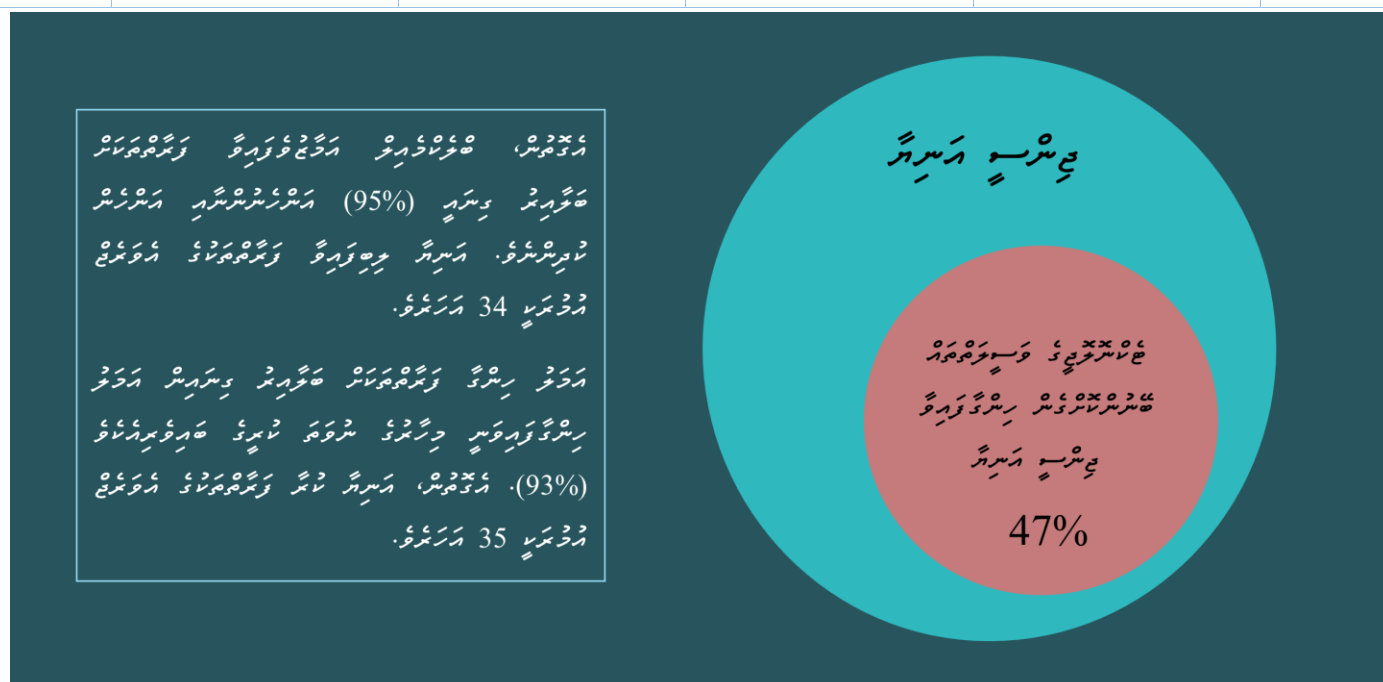 ޖިންސީ އަނިޔާ
ޓެކްނޮލޮޖީގެ ވަސީލަތްތައް
ބޭނުންކޮށްގެން ހިންގާފައިވާ
ޖިންސީ އަނިޔާ
47%
އެގޮތުން، ބްލެކްމެއިލް އަމާޒުވެފައިވާ ފަރާތްތަކަށް
ބަލާއިރު ގިނައީ (95%) އަންހެނުންނާއި އަންހެން
ކުދިންނެވެ. އަނިޔާ ލިބިފައިވާ ފަރާތްތަކުގެ އެވަރެޖް
އުމުރަކީ 34 އަހަރެވެ.
އަމަލު ހިންގާ ފަރާތްތަކަށް ބަލާއިރު ގިނައިން އަމަލު
ހިންގާފައިވަނީ މިހާރުގެ ނުވަތަ ކުރީގެ ބައިވެރިއެކެވެ
(93%). އެގޮތުން، އަނިޔާ ކުރާ ފަރާތްތަކުގެ އެވަރެޖް
އުމުރަކީ 35 އަހަރެވެ.